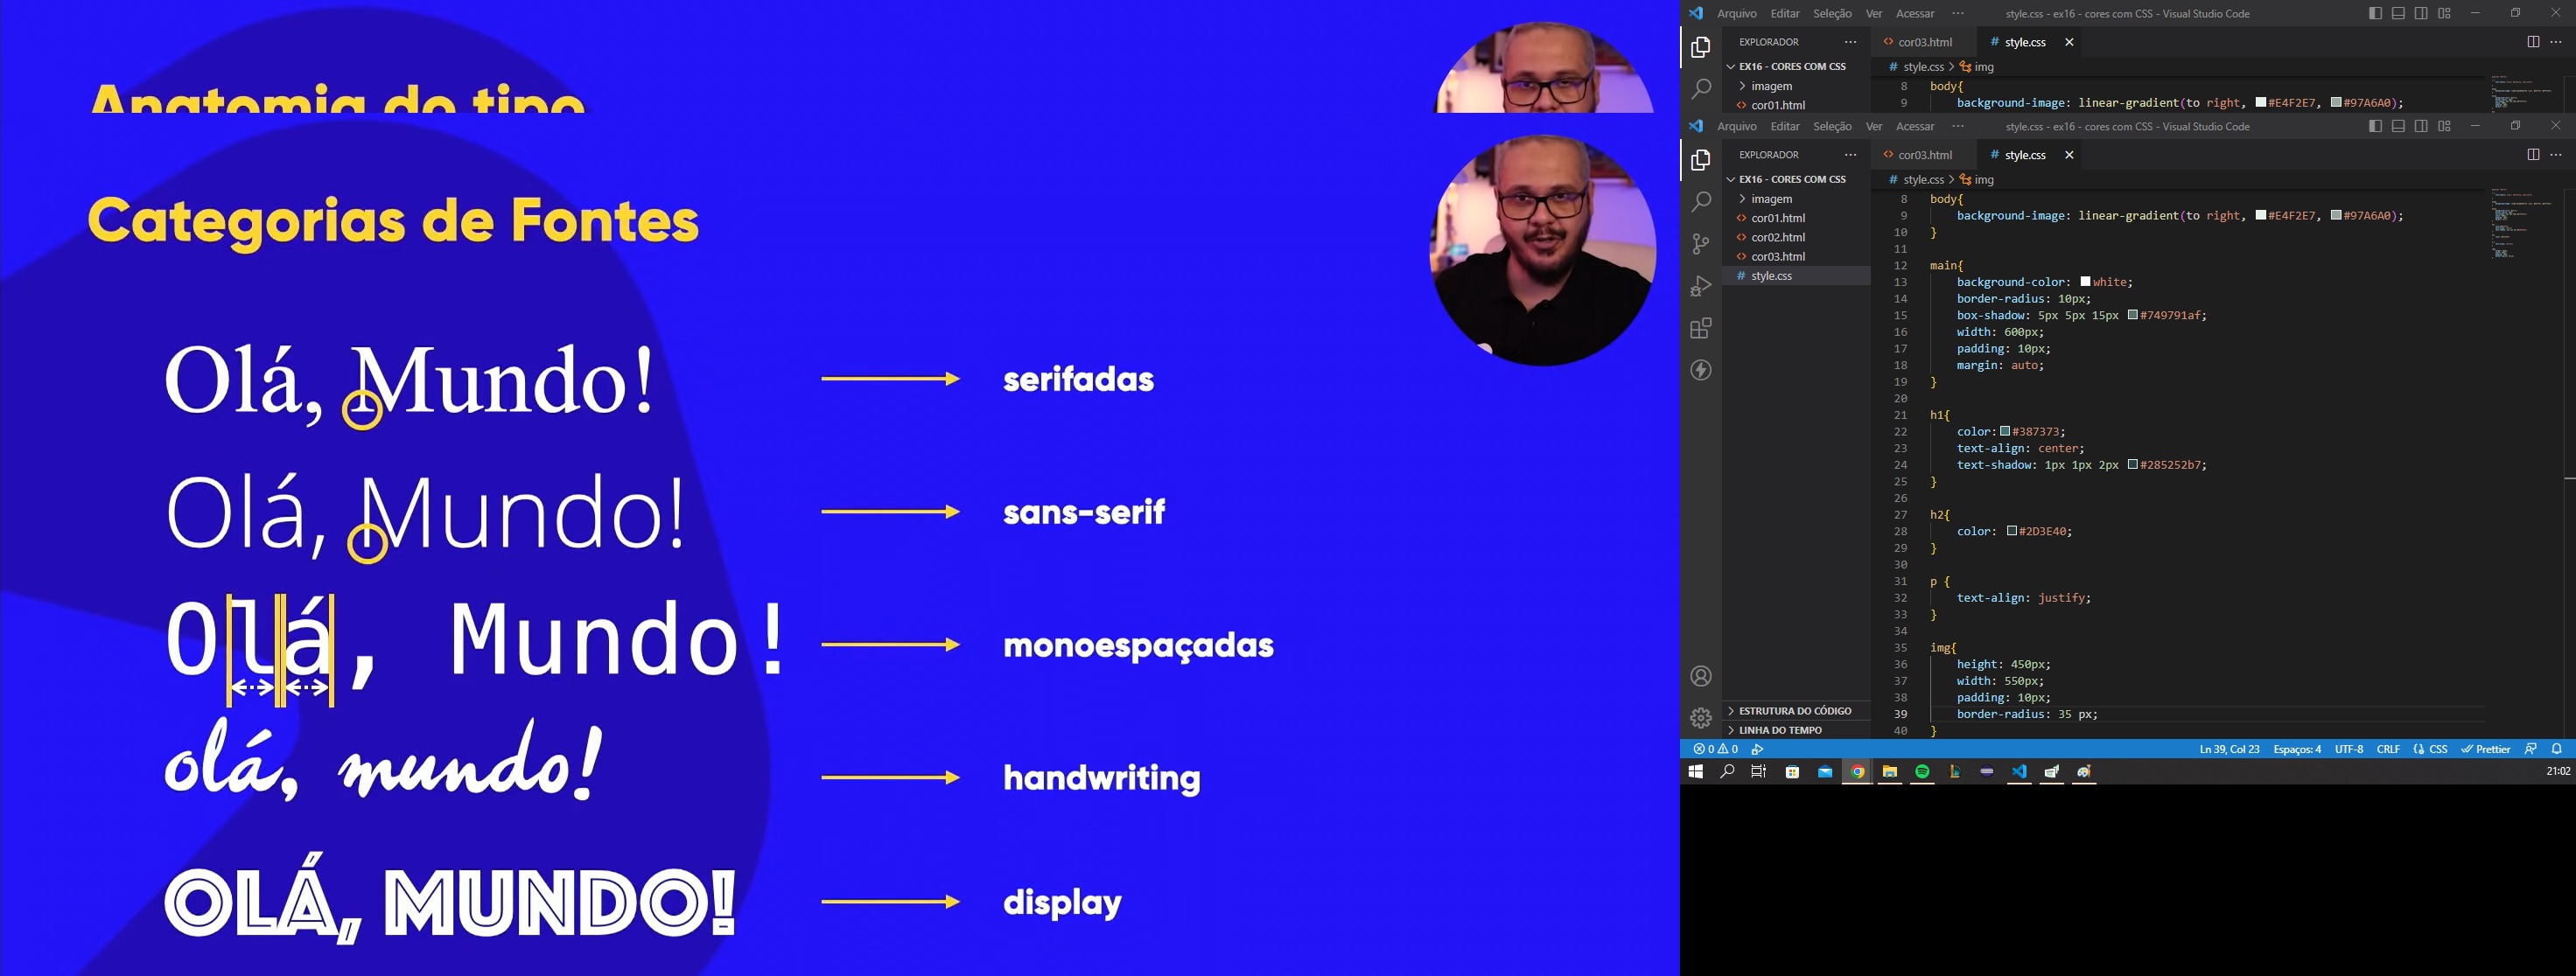 Anatomia do tipo
Categorias de Fontes
Olá, Mundo!
serifadas
Olá, Mundo!
sans-serif
Olá, Mundo!
monoespaçadas
olá, mundo!
handwriting
OLÁ, MUNDO!
display
Arquivo Editar Seleção Ver Acessar ··· style.css - ex16 - cores com CSS - Visual Studio Code
EXPLORADOR ··· cor03.html # style.css
EX16 - CORES COM CSS style.css > img
imagem 8 body{
cor01.html 9 background-image: linear-gradient(to right, #E4F2E7, #97A6A0);
Arquivo Editar Seleção Ver Acessar ··· style.css - ex16 - cores com CSS - Visual Studio Code
EXPLORADOR ··· cor03.html # style.css
EX16 - CORES COM CSS style.css > img
imagem
cor01.html
cor02.html
cor03.html
# style.css
8 body{
9 background-image: linear-gradient(to right, #E4F2E7, #97A6A0);
10 }
11
12 main{
13 background-color: white;
14 border-radius: 10px;
15 box-shadow: 5px 5px 15px #749791af;
16 width: 600px;
17 padding: 10px;
18 margin: auto;
19 }
20
21 h1{
22 color: #387373;
23 text-align: center;
24 text-shadow: 1px 1px 2px #285252b7;
25 }
26
27 h2{
28 color: #2D3E40;
29 }
30
31 p {
32 text-align: justify;
33 }
34
35 img{
36 height: 450px;
37 width: 550px;
38 padding: 10px;
39 border-radius: 35 px;
40 }
ESTRUTURA DO CÓDIGO
LINHA DO TEMPO
0 0 Ln 39, Col 23 Espaços: 4 UTF-8 CRLF CSS Prettier
21:02